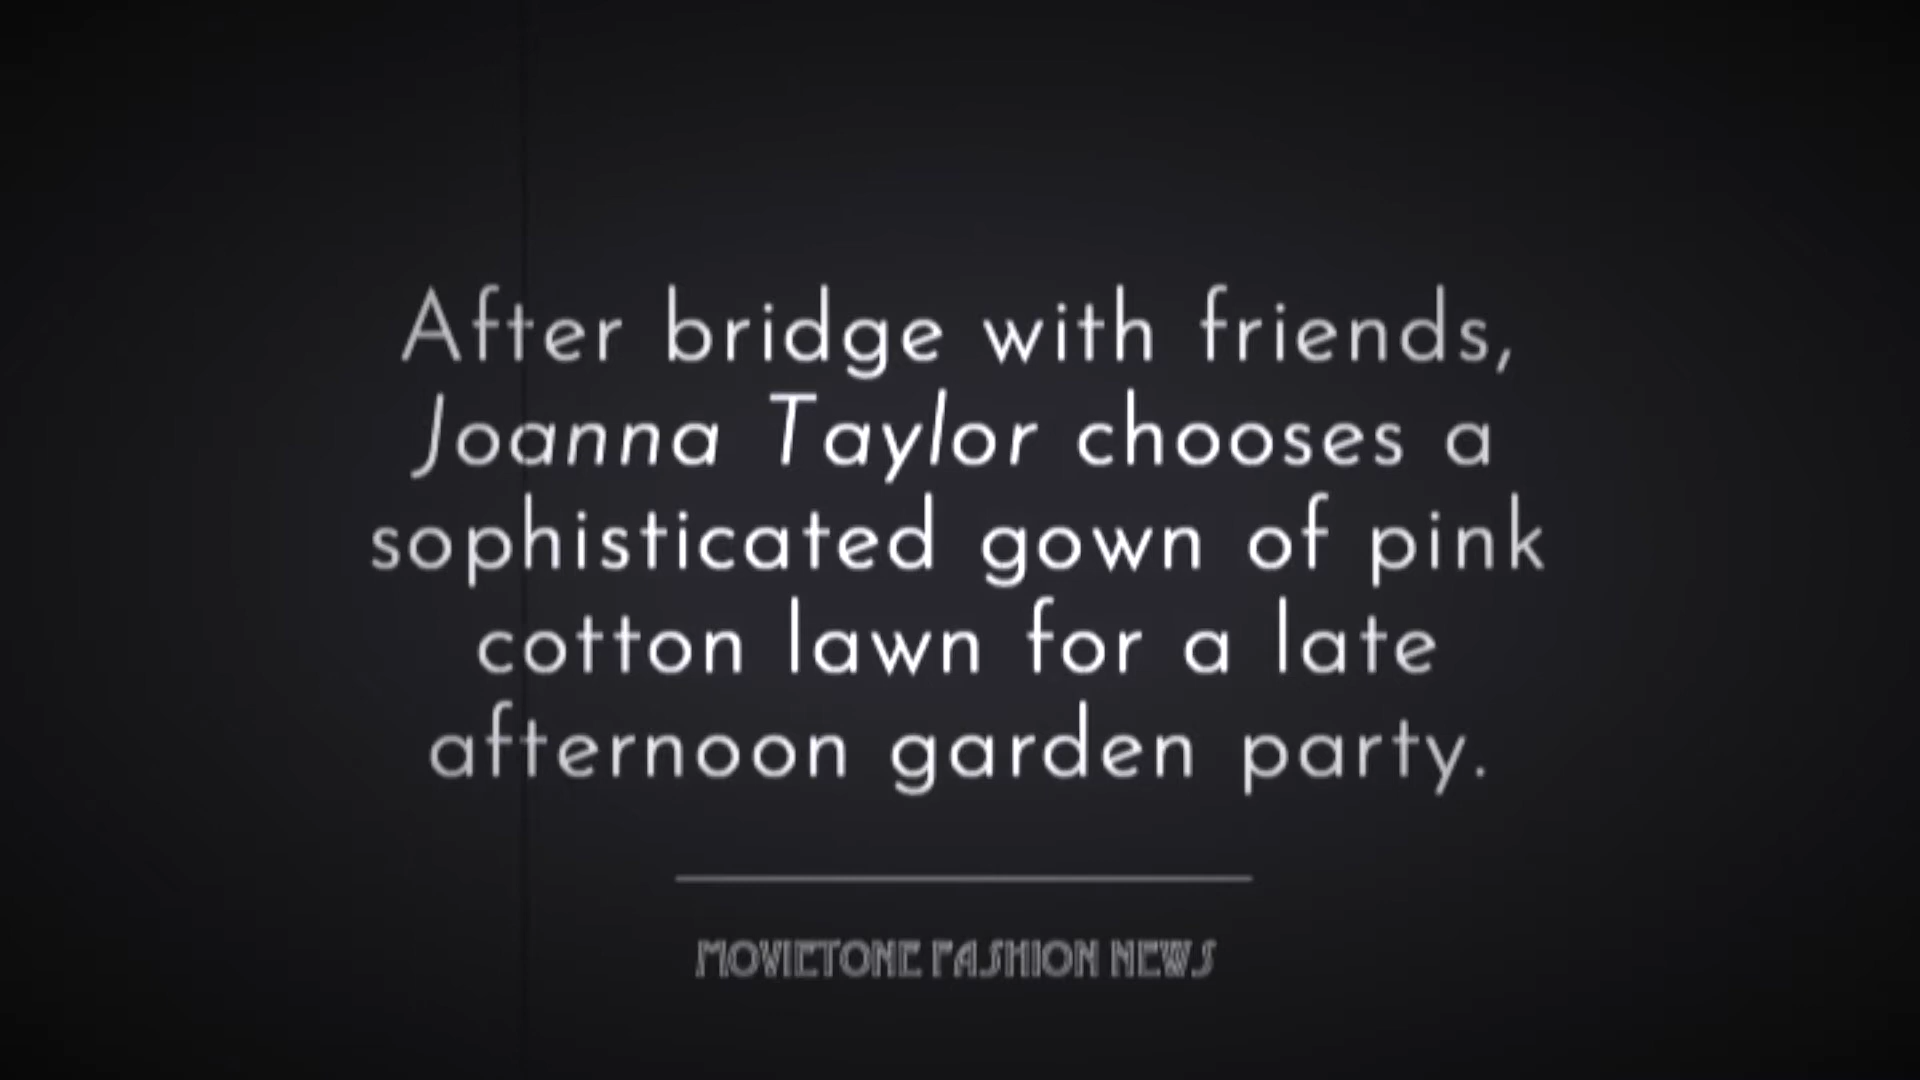 After bridge with friends,
Joanna Taylor chooses a
sophisticated gown of pink
cotton lawn for a late
afternoon garden party.
MOVIETONE FASHION NEWS